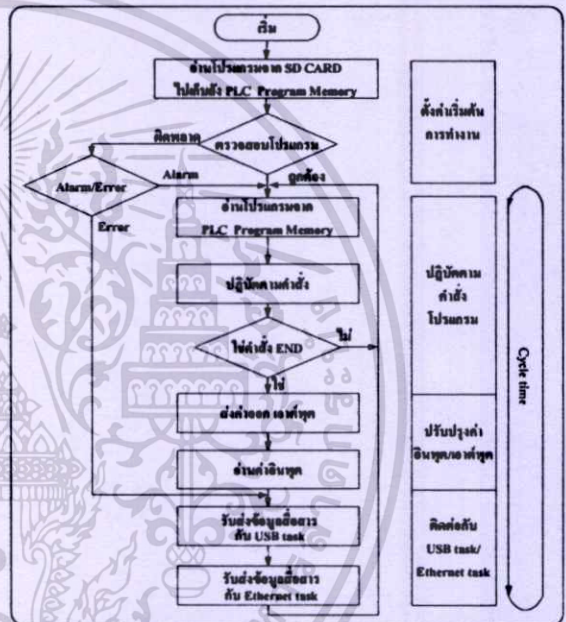 เริ่ม
อ่านโปรแกรมจาก SD CARD
ไปเก็บยัง PLC Program Memory
ผิดพลาด
ตรวจสอบโปรแกรม
Alarm/Error
Alarm
ถูกต้อง
Error
อ่านโปรแกรมจาก
PLC Program Memory
ปฏิบัติตามคำสั่ง
ใช่คำสั่ง END
ไม่
ใช่
ส่งค่าออก เอาต์พุต
อ่านค่าอินพุต
รับส่งข้อมูลสื่อสาร
กับ USB task
รับส่งข้อมูลสื่อสาร
กับ Ethernet task
ตั้งค่าเริ่มต้น
การทำงาน
ปฏิบัติตาม
คำสั่ง
โปรแกรม
ปรับปรุงค่า
อินพุต/เอาต์พุต
ติดต่อกับ
USB task/
Ethernet task
Cycle time